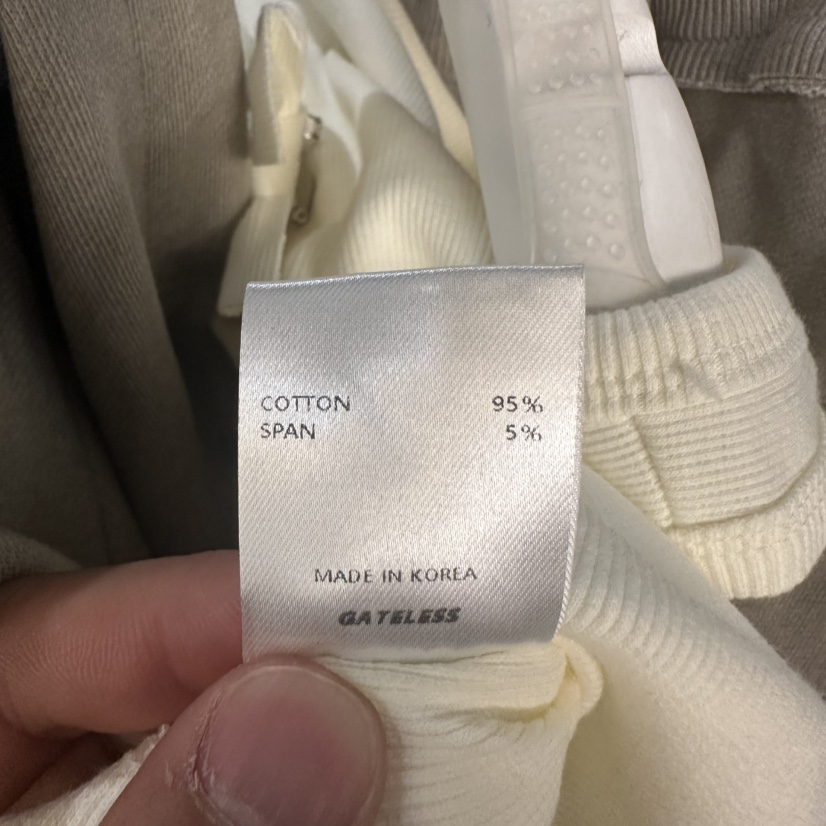 COTTON 95%
SPAN 5%
MADE IN KOREA
GATELESS